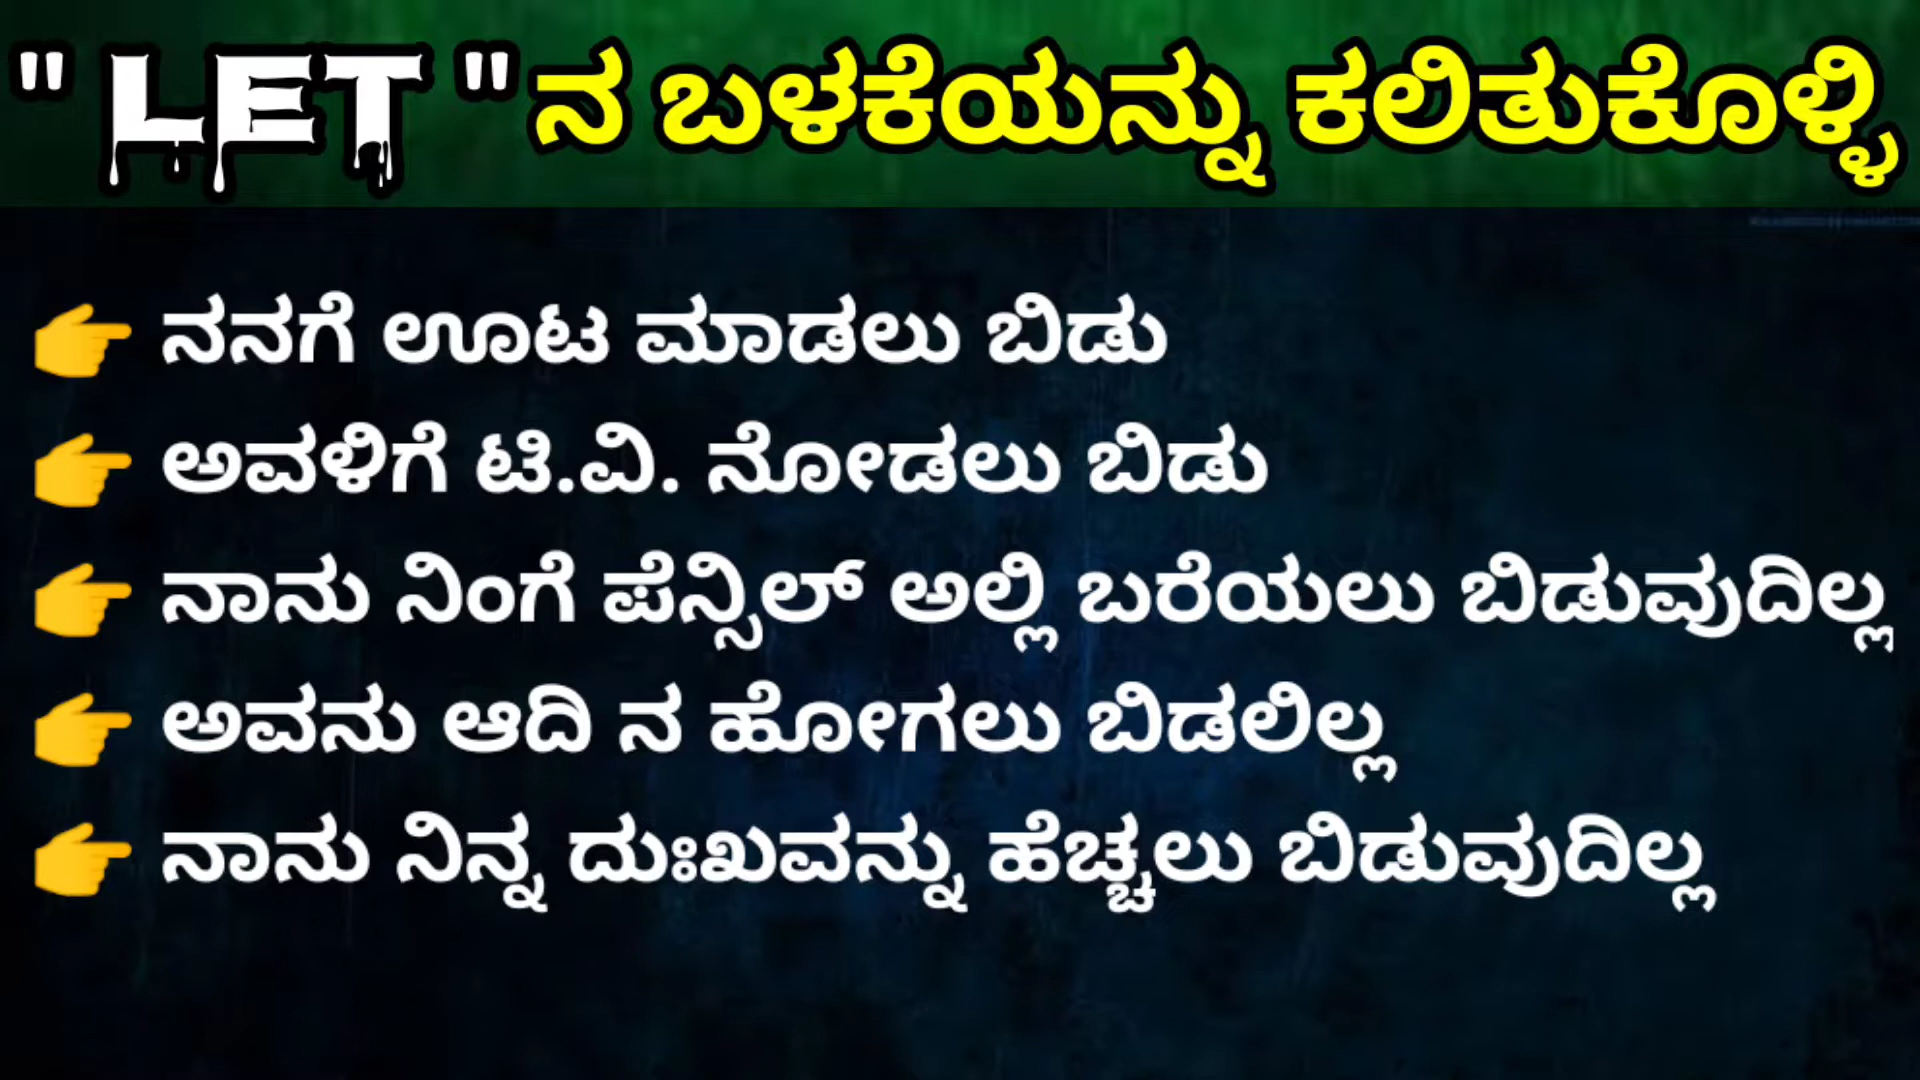 " LET " ನ ಬಳಕೆಯನ್ನು ಕಲಿತುಕೊಳ್ಳಿ
👉 ನನಗೆ ಊಟ ಮಾಡಲು ಬಿಡು
👉 ಅವಳಿಗೆ ಟಿ.ವಿ. ನೋಡಲು ಬಿಡು
👉 ನಾನು ನಿಂಗೆ ಪೆನ್ಸಿಲ್ ಅಲ್ಲಿ ಬರೆಯಲು ಬಿಡುವುದಿಲ್ಲ
👉 ಅವನು ಆದಿ ನ ಹೋಗಲು ಬಿಡಲಿಲ್ಲ
👉 ನಾನು ನಿನ್ನ ದುಃಖವನ್ನು ಹೆಚ್ಚಲು ಬಿಡುವುದಿಲ್ಲ